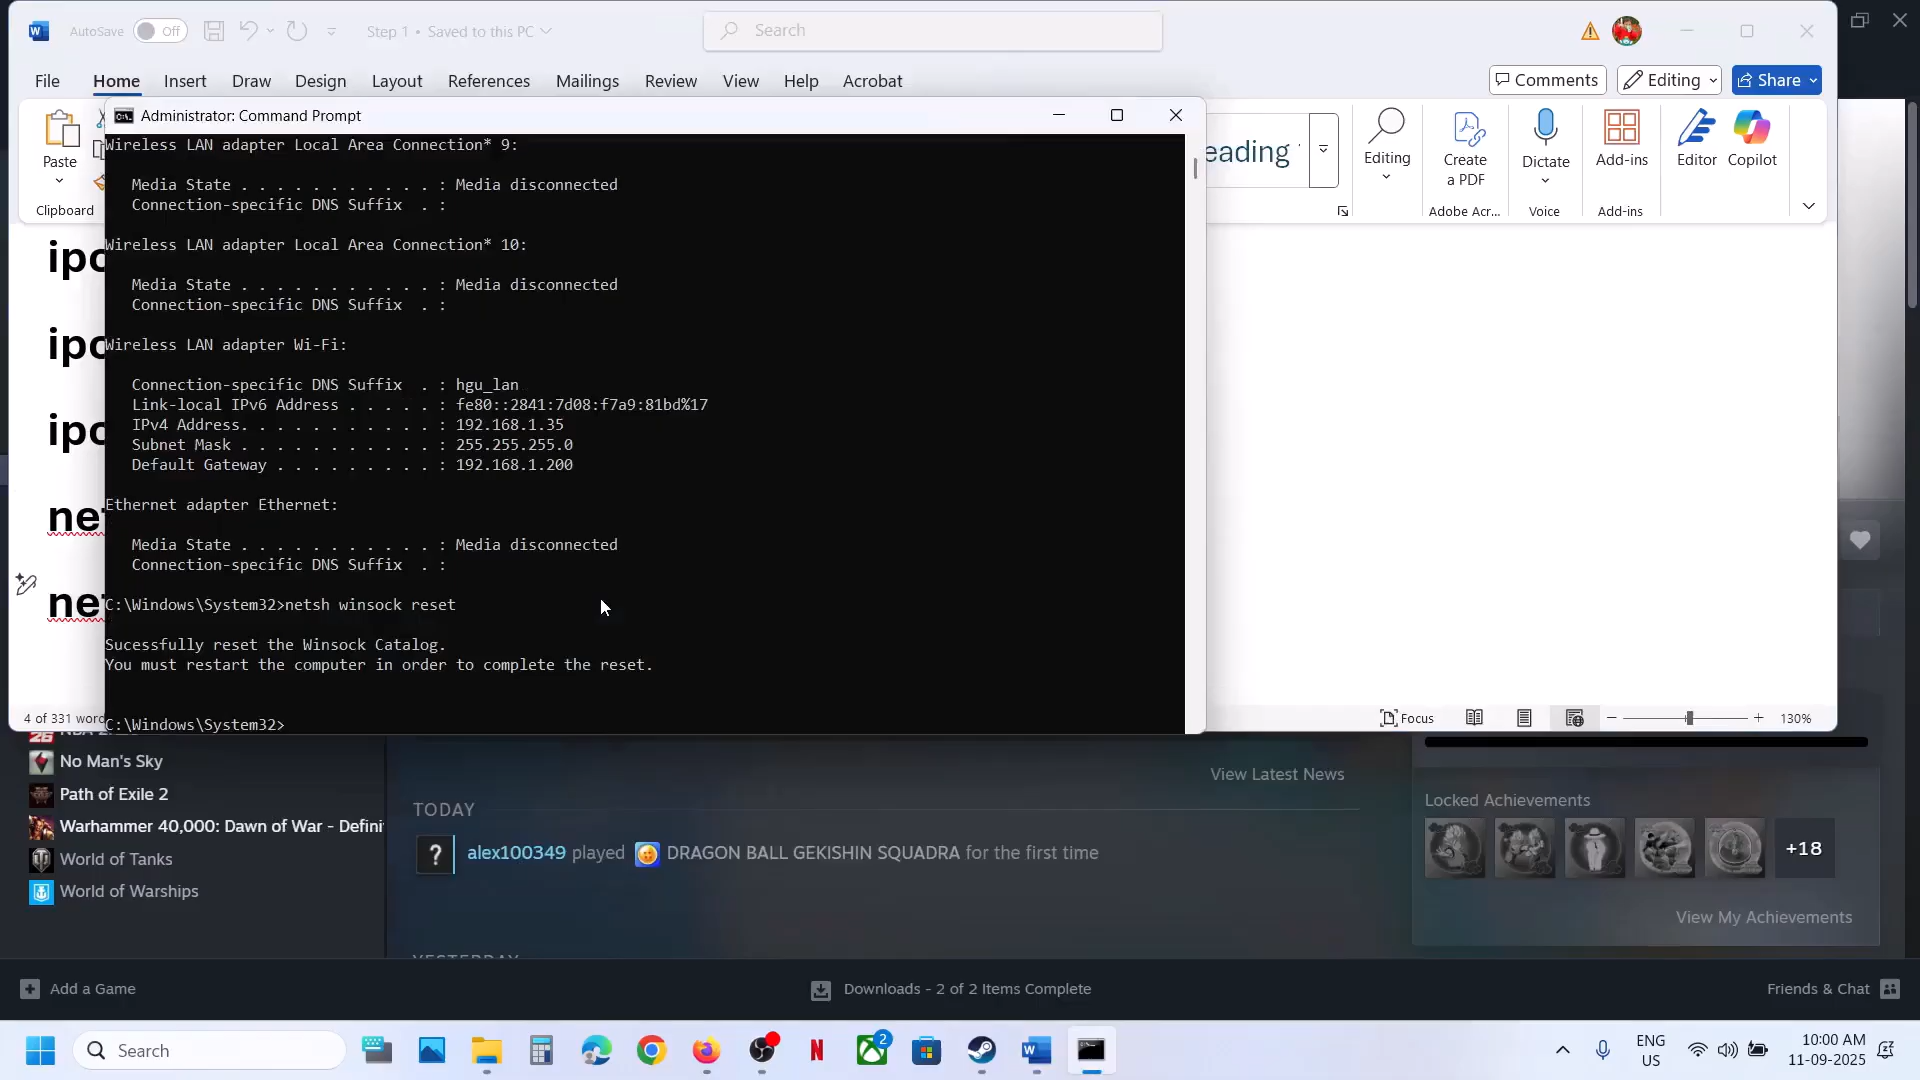 AutoSave Off
Step 1 • Saved to this PC
Search
File Home Insert Draw Design Layout References Mailings Review View Help Acrobat
Comments Editing Share
Administrator: Command Prompt
Paste
Clipboard
Editing
Create a PDF
Adobe Acr...
Dictate
Voice
Add-ins
Add-ins
Editor
Copilot
Wireless LAN adapter Local Area Connection* 9:
Media State . . . . . . . . . . . : Media disconnected
Connection-specific DNS Suffix . :
Wireless LAN adapter Local Area Connection* 10:
Media State . . . . . . . . . . . : Media disconnected
Connection-specific DNS Suffix . :
Wireless LAN adapter Wi-Fi:
Connection-specific DNS Suffix . : hgu_lan
Link-local IPv6 Address . . . . . : fe80::2841:7d08:f7a9:81bd%17
IPv4 Address. . . . . . . . . . . : 192.168.1.35
Subnet Mask . . . . . . . . . . . : 255.255.255.0
Default Gateway . . . . . . . . . : 192.168.1.200
Ethernet adapter Ethernet:
Media State . . . . . . . . . . . : Media disconnected
Connection-specific DNS Suffix . :
C:\Windows\System32>netsh winsock reset
Sucessfully reset the Winsock Catalog.
You must restart the computer in order to complete the reset.
C:\Windows\System32>
4 of 331 word
Focus
130%
No Man's Sky
Path of Exile 2
Warhammer 40,000: Dawn of War - Defini
World of Tanks
World of Warships
View Latest News
TODAY
alex100349 played DRAGON BALL GEKISHIN SQUADRA for the first time
Locked Achievements
+18
View My Achievements
Add a Game
Downloads - 2 of 2 Items Complete
Friends & Chat
Search
2
ENG
US
10:00 AM
11-09-2025